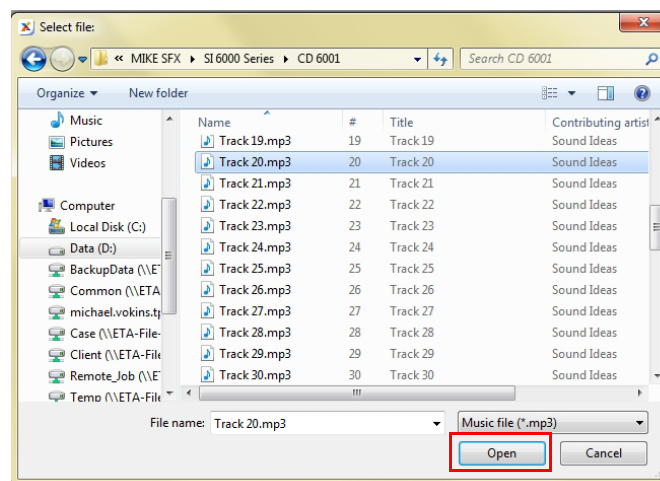 Select file:
« MIKE SFX ▸ SI 6000 Series ▸ CD 6001
Search CD 6001
Organize ▾ New folder
Music
Pictures
Videos
Computer
Local Disk (C:)
Data (D:)
BackupData (\\E
Common (\\ETA
michael.vokins.t
Case (\\ETA-File-
Client (\\ETA-File
Remote_Job (\\E
Temp (\\ETA-File
Name # Title Contributing artist
Track 19.mp3 19 Track 19 Sound Ideas
Track 20.mp3 20 Track 20 Sound Ideas
Track 21.mp3 21 Track 21 Sound Ideas
Track 22.mp3 22 Track 22 Sound Ideas
Track 23.mp3 23 Track 23 Sound Ideas
Track 24.mp3 24 Track 24 Sound Ideas
Track 25.mp3 25 Track 25 Sound Ideas
Track 26.mp3 26 Track 26 Sound Ideas
Track 27.mp3 27 Track 27 Sound Ideas
Track 28.mp3 28 Track 28 Sound Ideas
Track 29.mp3 29 Track 29 Sound Ideas
Track 30.mp3 30 Track 30 Sound Ideas
File name: Track 20.mp3
Music file (*.mp3)
Open Cancel